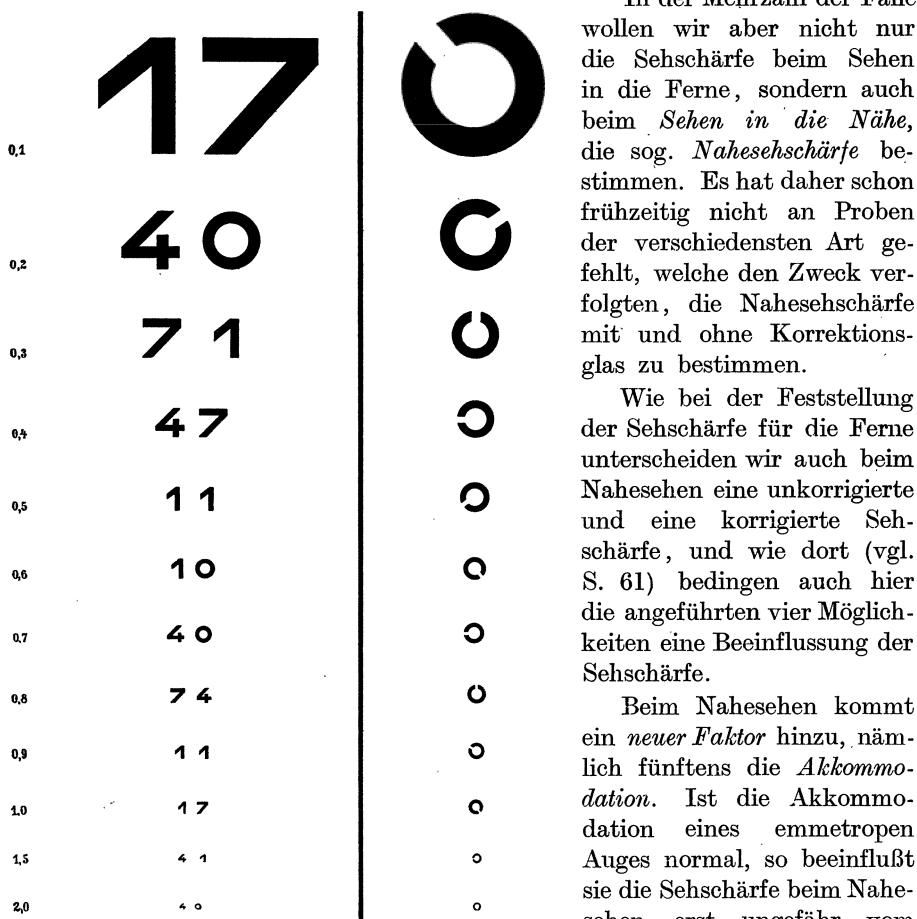 0,1 17
0,2 4 0
0,3 7 1
0,4 4 7
0,5 1 1
0,6 1 0
0,7 4 0
0,8 7 4
0,9 1 1
1.0 1 7
1,5 4 1
2,0 4 0
In der Mehrzahl der Fälle
wollen wir aber nicht nur
die Sehschärfe beim Sehen
in die Ferne, sondern auch
beim Sehen in die Nähe,
die sog. Nahesehschärfe be-
stimmen. Es hat daher schon
frühzeitig nicht an Proben
der verschiedensten Art ge-
fehlt, welche den Zweck ver-
folgten, die Nahesehschärfe
mit und ohne Korrektions-
glas zu bestimmen.
Wie bei der Feststellung
der Sehschärfe für die Ferne
unterscheiden wir auch beim
Nahesehen eine unkorrigierte
und eine korrigierte Seh-
schärfe, und wie dort (vgl.
S. 61) bedingen auch hier
die angeführten vier Möglich-
keiten eine Beeinflussung der
Sehschärfe.
Beim Nahesehen kommt
ein neuer Faktor hinzu, näm-
lich fünftens die Akkommo-
dation. Ist die Akkommo-
dation eines emmetropen
Auges normal, so beeinflußt
sie die Sehschärfe beim Nahe-
sehen erst ungefähr vom